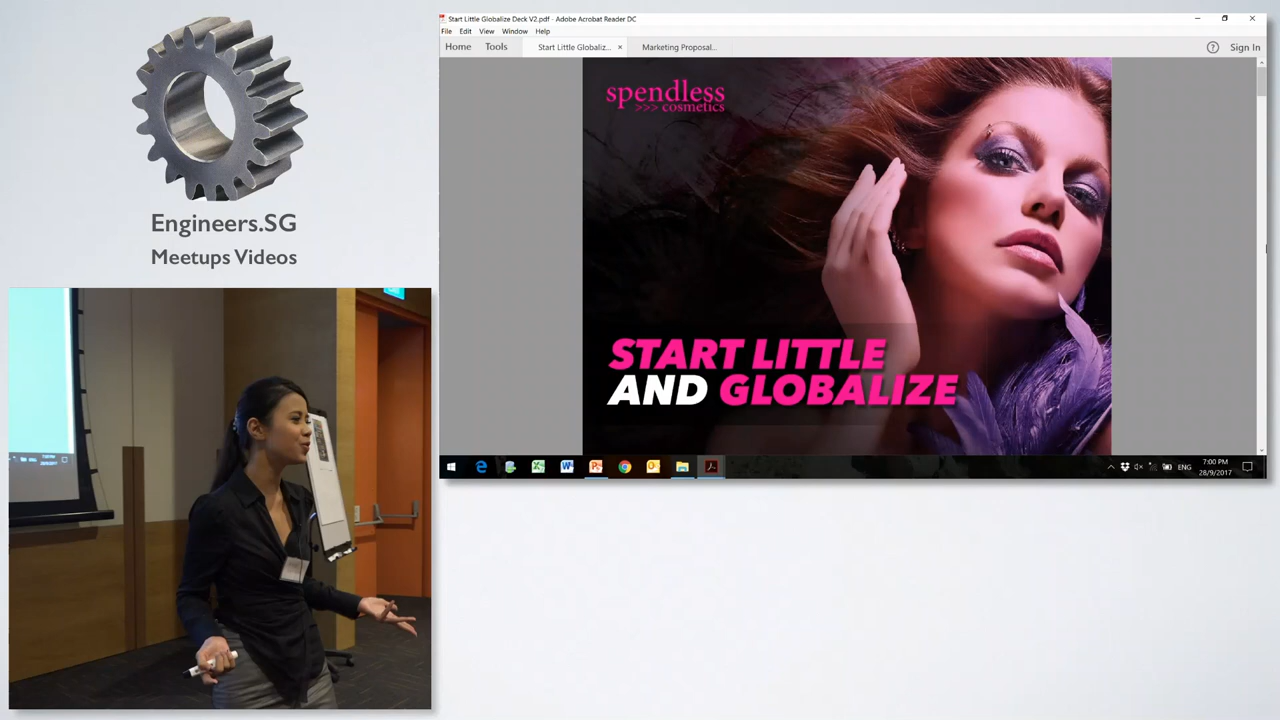 Engineers.SG
Meetups Videos
Start Little Globalize Deck V2.pdf - Adobe Acrobat Reader DC
File Edit View Window Help
Home Tools Start Little Globaliz... × Marketing Proposal... ? Sign In
spendless
>>> cosmetics
START LITTLE
AND GLOBALIZE
ENG
7:00 PM
28/9/2017